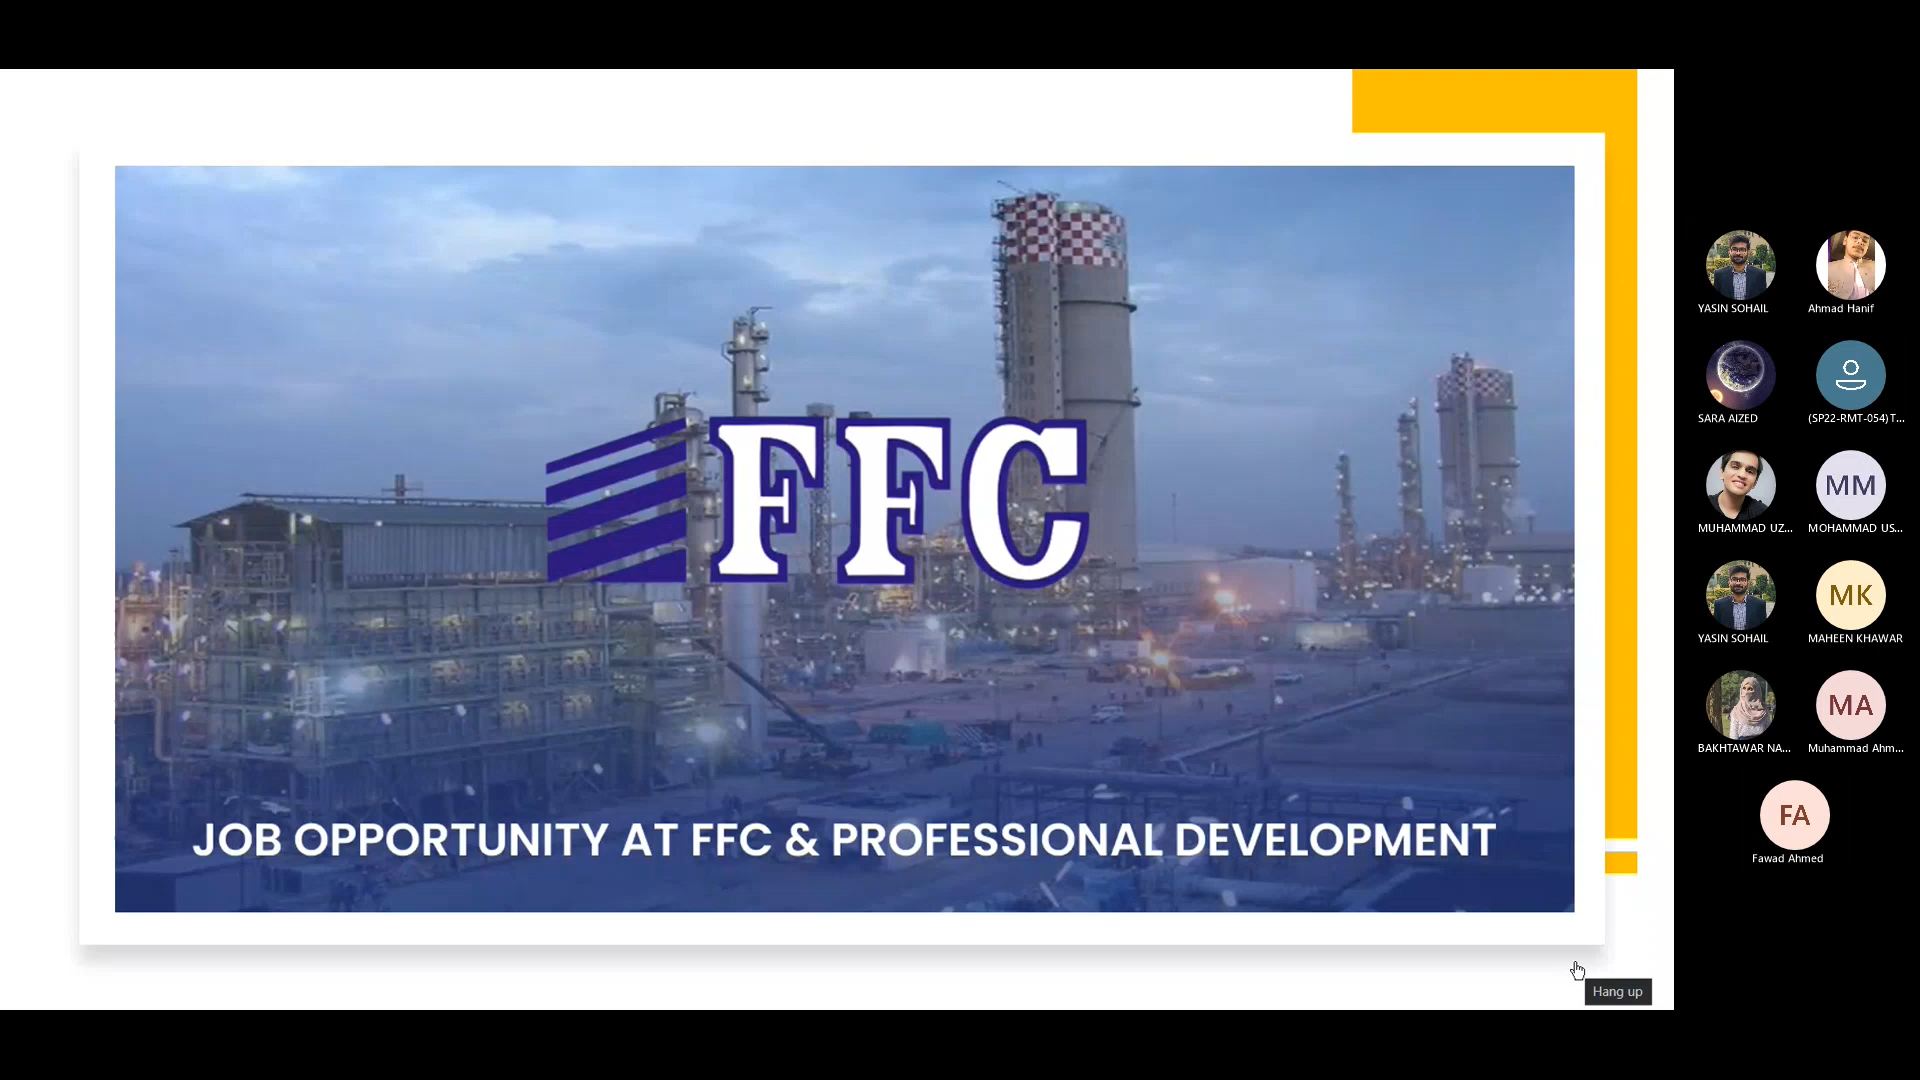 FFC
JOB OPPORTUNITY AT FFC & PROFESSIONAL DEVELOPMENT
YASIN SOHAIL
Ahmad Hanif
SARA AIZED
(SP22-RMT-054) T...
MUHAMMAD UZ...
MM
MOHAMMAD US...
YASIN SOHAIL
MK
MAHEEN KHAWAR
BAKHTAWAR NA...
MA
Muhammad Ahm...
FA
Fawad Ahmed
Hang up